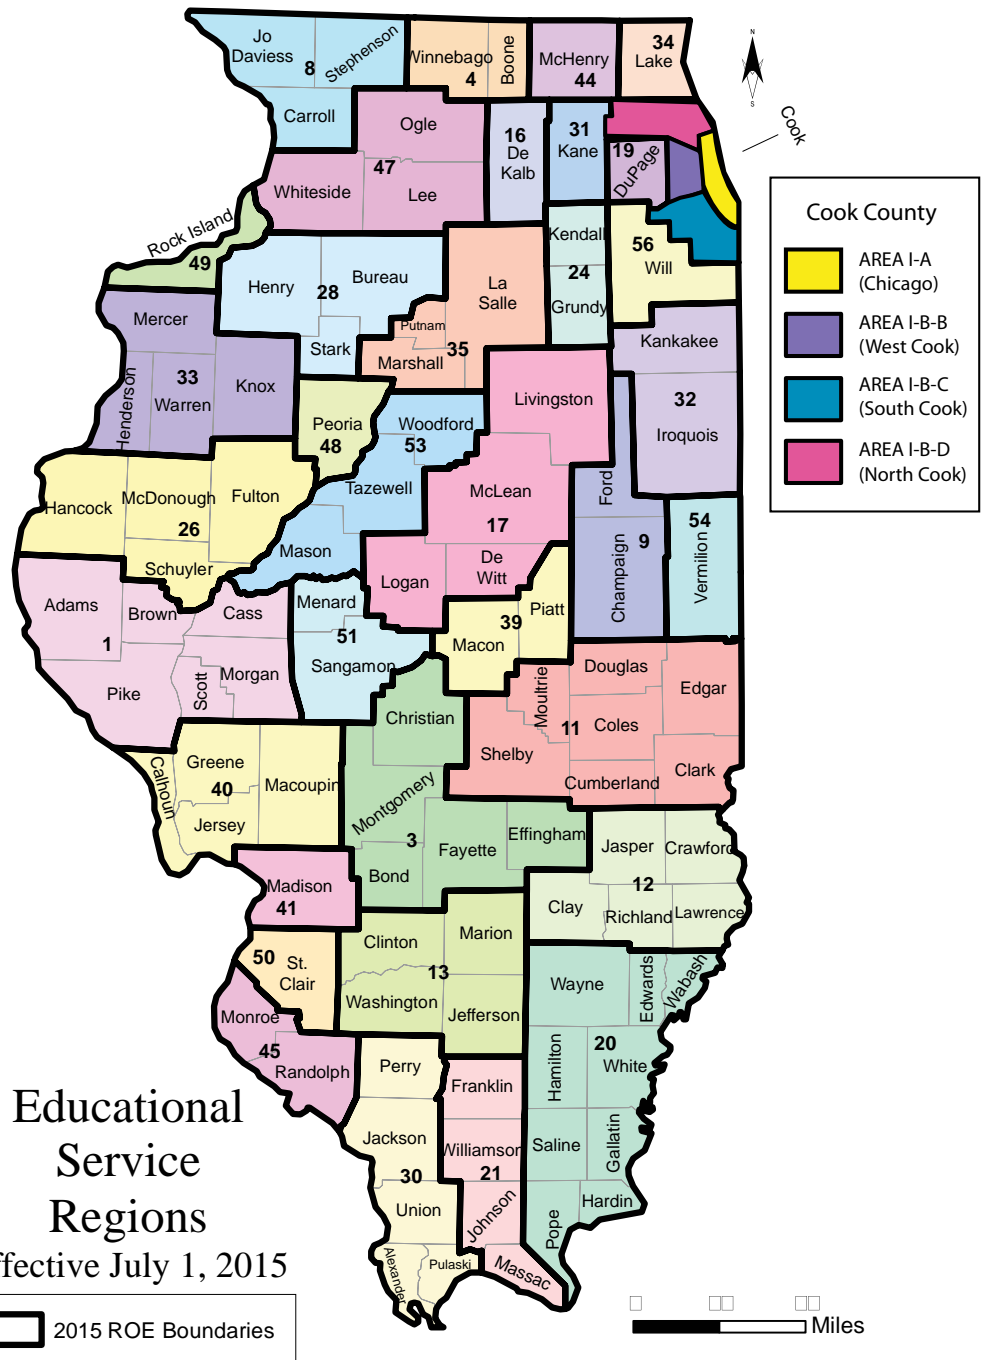 Jo
Daviess
8
Stephenson
Winnebago
4
Boone
McHenry
44
34
Lake
N
S
Cook
Carroll
Ogle
47
Whiteside
Lee
16
De
Kalb
31
Kane
19
DuPage
Rock Island
49
Kendall
24
Grundy
56
Will
Cook County
AREA I-A
(Chicago)
AREA I-B-B
(West Cook)
AREA I-B-C
(South Cook)
AREA I-B-D
(North Cook)
Henry
28
Bureau
Stark
La
Salle
Putnam
Marshall
35
Mercer
Henderson
33
Warren
Knox
Kankakee
32
Iroquois
Peoria
48
Woodford
53
Tazewell
Mason
Livingston
McLean
17
De
Witt
Logan
Ford
9
Champaign
54
Vermilion
Hancock
McDonough
Fulton
26
Schuyler
Adams
Brown
Cass
1
Pike
Scott
Morgan
Menard
51
Sangamon
39
Piatt
Macon
Christian
Moultrie
Douglas
Edgar
11
Coles
Shelby
Cumberland
Clark
Calhoun
Greene
40
Jersey
Macoupin
Montgomery
3
Bond
Fayette
Effingham
Jasper
Crawford
12
Clay
Richland
Lawrence
Madison
41
50
St.
Clair
Clinton
Marion
13
Washington
Jefferson
Wayne
Edwards
Wabash
Monroe
45
Randolph
Perry
Franklin
Hamilton
20
White
Jackson
30
Williamson
21
Saline
Gallatin
Union
Johnson
Pope
Hardin
Alexander
Pulaski
Massac
Educational
Service
Regions
ffective July 1, 2015
2015 ROE Boundaries
Miles